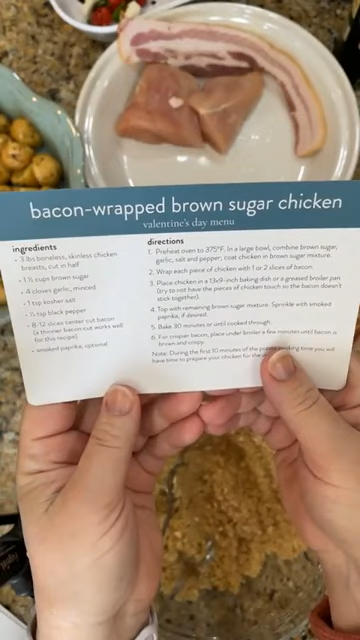 bacon-wrapped brown sugar chicken
valentine's day menu
ingredients
- 3 lbs boneless, skinless chicken
breasts, cut in half
- 1 ½ cups brown sugar
- 4 cloves garlic, minced
- 1 tsp kosher salt
- ½ tsp black pepper
- 8-12 slices center cut bacon
(a thinner bacon cut works well
for this recipe)
- smoked paprika, optional
directions
1. Preheat oven to 375°F. In a large bowl, combine brown sugar,
garlic, salt and pepper; coat chicken in brown sugar mixture.
2. Wrap each piece of chicken with 1 or 2 slices of bacon.
3. Place chicken in a 13x9-inch baking dish or a greased broiler pan
(try to not have the pieces of chicken touch so the bacon doesn't
stick together).
4. Top with remaining brown sugar mixture. Sprinkle with smoked
paprika, if desired.
5. Bake 30 minutes or until cooked through.
6. For crispier bacon, place under broiler a few minutes until bacon is
brown and crispy.
Note: During the first 10 minutes of the potato cooking time you will
have time to prepare your chicken for the